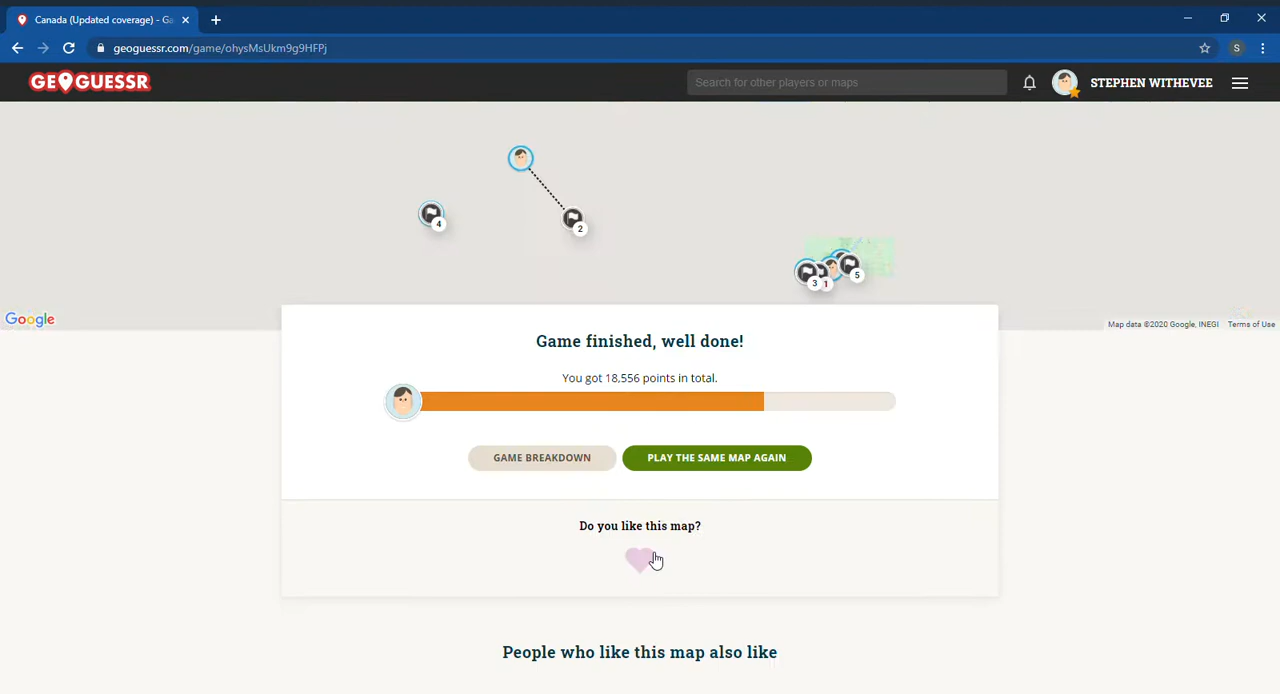 Canada (Updated coverage) - Ge
geoguessr.com/game/ohysMsUkm9g9HFPj
S
GEOGUESSR
Search for other players or maps
STEPHEN WITHEVEE
4
2
3
1
5
Google
Map data ©2020 Google, INEGI
Terms of Use
Game finished, well done!
You got 18,556 points in total.
GAME BREAKDOWN
PLAY THE SAME MAP AGAIN
Do you like this map?
People who like this map also like